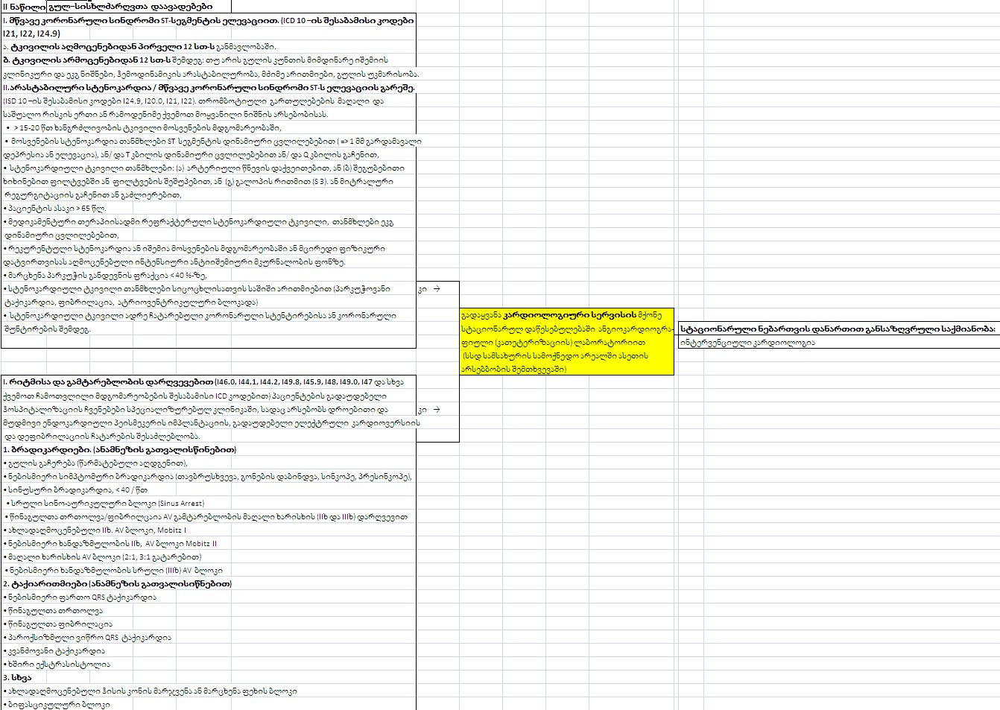 II ნაწილი გულ-სისხლძარღვთა დაავადებები
I. მწვავე კორონარული სინდრომი ST-სეგმენტის ელევაციით. (ICD 10 –ის შესაბამისი კოდები
I21, I22, I24.9)
ა. ტკივილის აღმოცენებიდან პირველი 12 სთ-ს განმავლობაში.
ბ. ტკივილის არმოცენებიდან 12 სთ-ს შემდეგ: თუ არის გულის კუნთის მიმდინარე იშემიის
კლინიკური და ეკგ ნიშნები, ჰემოდინამიკის არასტაბილურობა, მძიმე არითმიები, გულის უკმარისობა.
II.არასტაბილური სტენოკარდია / მწვავე კორონარული სინდრომი ST-ს ელევაციის გარეშე.
(ISD 10 –ის შესაბამისი კოდები I24.9, I20.0, I21, I22). თრომბოტიული გართულებების მაღალი და
საშუალო რისკის ერთი ან რამოდენიმე ქვემოთ მოყვანილი ნიშნის არსებობისას.
• > 15-20 წთ ხანგრძლივობის ტკივილი მოსვენების მდგომარეობაში,
• მოსვენების სტენოკარდია თანმხლები ST სეგმენტის დინამიური ცვლილებებით ( => 1 მმ გარდამავალი
დეპრესია ან ელევაცია), ან/ და T კბილის დინამიური ცვლილებებით ან/ და Q კბილის გაჩენით,
• სტენოკარდიული ტკივილი თანმხლები: (ა) არტერიული წნევის დაქვეითებით, ან (ბ) შეგუბებითი
ხიხინებით ფილტვებში ან ფილტვების შეშუპებით, ან (გ) გალოპის რითმით (S 3). ან მიტრალური
რეგურგიტაციის გაჩენით ან გაძლიერებით,
• პაციენტის ასაკი > 65 წლ.
• მედიკამენტური თერაპიისადმი რეფრაქტერული სტენოკარდიული ტკივილი, თანმხლები ეკგ
დინამიური ცვლილებებით,
• რეკურენტული სტენოკარდია ან იშემია მოსვენების მდგომარეობაში ან მცირედი ფიზიკური
დატვირთვისას აღმოცენებული ინტენსიური ანტიიშემიური მკურნალობის ფონზე.
• მარცხენა პარკუჭის განდევნის ფრაქცია < 40 %-ზე,
• სტენოკარდიული ტკივილი თანმხლები სიცოცხლისათვის საშიში არითმიებით (პარკუჭოვანი
ტაქიკარდია, ფიბრილაცია, ატრიოვენტრიკულური ბლოკადა)
• სტენოკარდიული ტკივილი ადრე ჩატარებული კორონარული სტენტირებისა ან კორონარული
შუნტირების შემდეგ.
კი →
გადაყვანა კარდიოლოგიური სერვისის მქონე
სტაციონარულ დაწესებულებაში ანგიოკარდიოგრა-
ფიული (კათეტერიზაციის) ლაბორატორიით
(სსდ სამსახურის სამოქნედო არეალში ასეთის
არსებბობის შემთხვევაში)
სტაციონარული ნებართვის დანართით განსაზღვრული საქმიანობა:
ინტერვენციული კარდიოლოგია
I. რიტმისა და გამტარებლობის დარღვევებით (I46.0, I44,1, I44.2, I49.8, I45.9, I48, I49.0, I47 და სხვა
ქვემოთ ჩამოთვლილი მდგომარეობების შესაბამისი ICD კოდებით) პაციენტების გადაუდებელი
ჰოსპიტალიზაციის ჩვენებები სპეციალიზურებულ კლინიკაში, სადაც არსებობს დროებითი და
მუდმივი ენდოკარდიული პეისმეკერის იმპლანტაციის, გადაუდებელი ელექტრული კარდიოვერსიის
და დეფიბრილაციის ჩატარების შესაძლებლობა.
კი →
1. ბრადიკარდიები. (ანამნეზის გათვალისწინებით)
• გულის გაჩერება (წარმატებული აღდგენით),
• ნებისმიერი სიმპტომური ბრადიკარდია (თავბრუსხვევა, გონების დაბინდვა, სინკოპე, პრესინკოპე),
• სინუსური ბრადიკარდია, < 40 / წთ
• სრული სინო-აურიკულური ბლოკი (Sinus Arrest)
• წინაგულთა თრთოლვა/ფიბრილცაია AV გამტარებლობის მაღალი ხარისხის (IIხ და IIIხ) დარღვევით
• ახლადაღმოცენებული IIხ. AV ბლოკი, Mobitz I
• ნებისმიერი ხანდაზმულობის IIხ, AV ბლოკი Mobitz II
• მაღალი ხარისხის AV ბლოკი (2:1, 3:1 გატარებით)
• ნებისმიერი ხანდაზმულობის სრული (IIIხ) AV ბლოკი
2. ტაქიარითმიები (ანამნეზის გათვალისიწნებით)
• ნებისმიერი ფართო QRS ტაქიკარდია
• წინაგულთა თრთოლვა
• წინაგულთა ფიბრილაცია
• პაროქსიზმული ვიწრო QRS ტაქიკარდია
• კვანძოვანი ტაქიკარდია
• ხშირი ექსტრასისტოლია
3. სხვა
• ახლადაღმოცენებული ჰისის კონის მარჯვენა ან მარცხენა ფეხის ბლოკი
• ბიფასციკულური ბლოკი